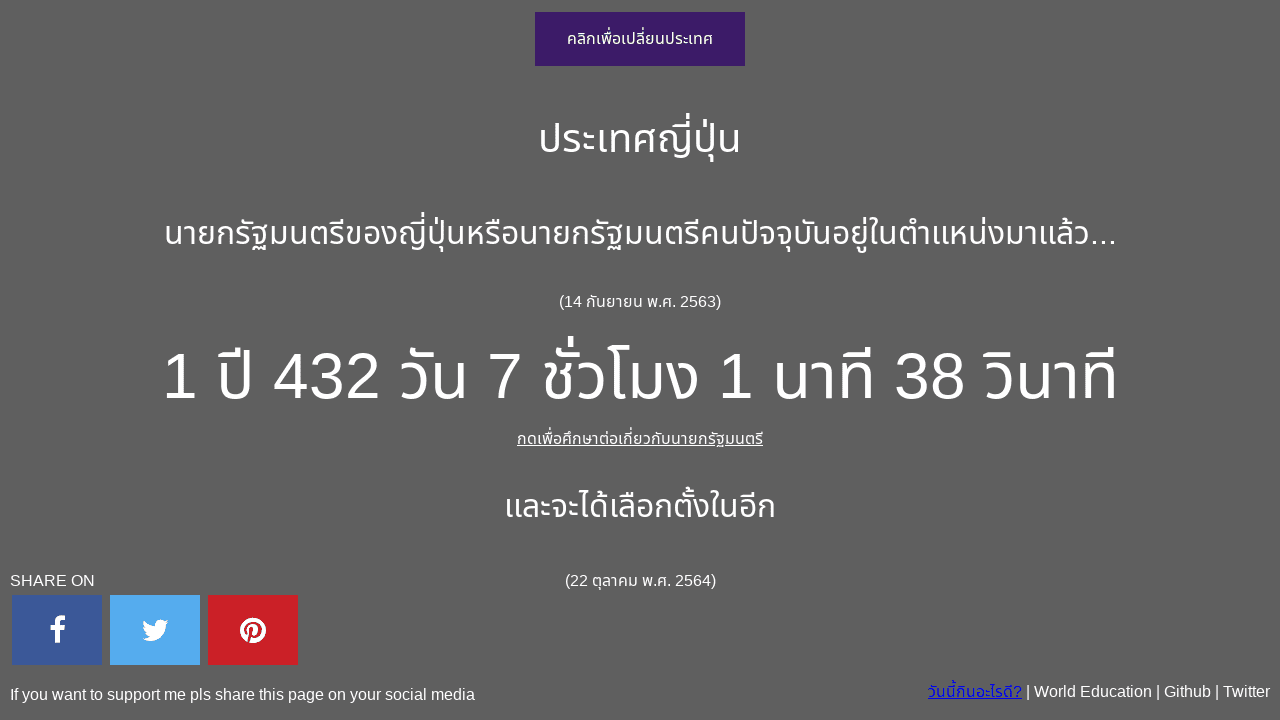 คลิกเพื่อเปลี่ยนประเทศ
ประเทศญี่ปุ่น
นายกรัฐมนตรีของญี่ปุ่นหรือนายกรัฐมนตรีคนปัจจุบันอยู่ในตำแหน่งมาแล้ว...
(14 กันยายน พ.ศ. 2563)
1 ปี 432 วัน 7 ชั่วโมง 1 นาที 38 วินาที
กดเพื่อศึกษาต่อเกี่ยวกับนายกรัฐมนตรี
และจะได้เลือกตั้งในอีก
(22 ตุลาคม พ.ศ. 2564)
SHARE ON
If you want to support me pls share this page on your social media
วันนี้กินอะไรดี? | World Education | Github | Twitter